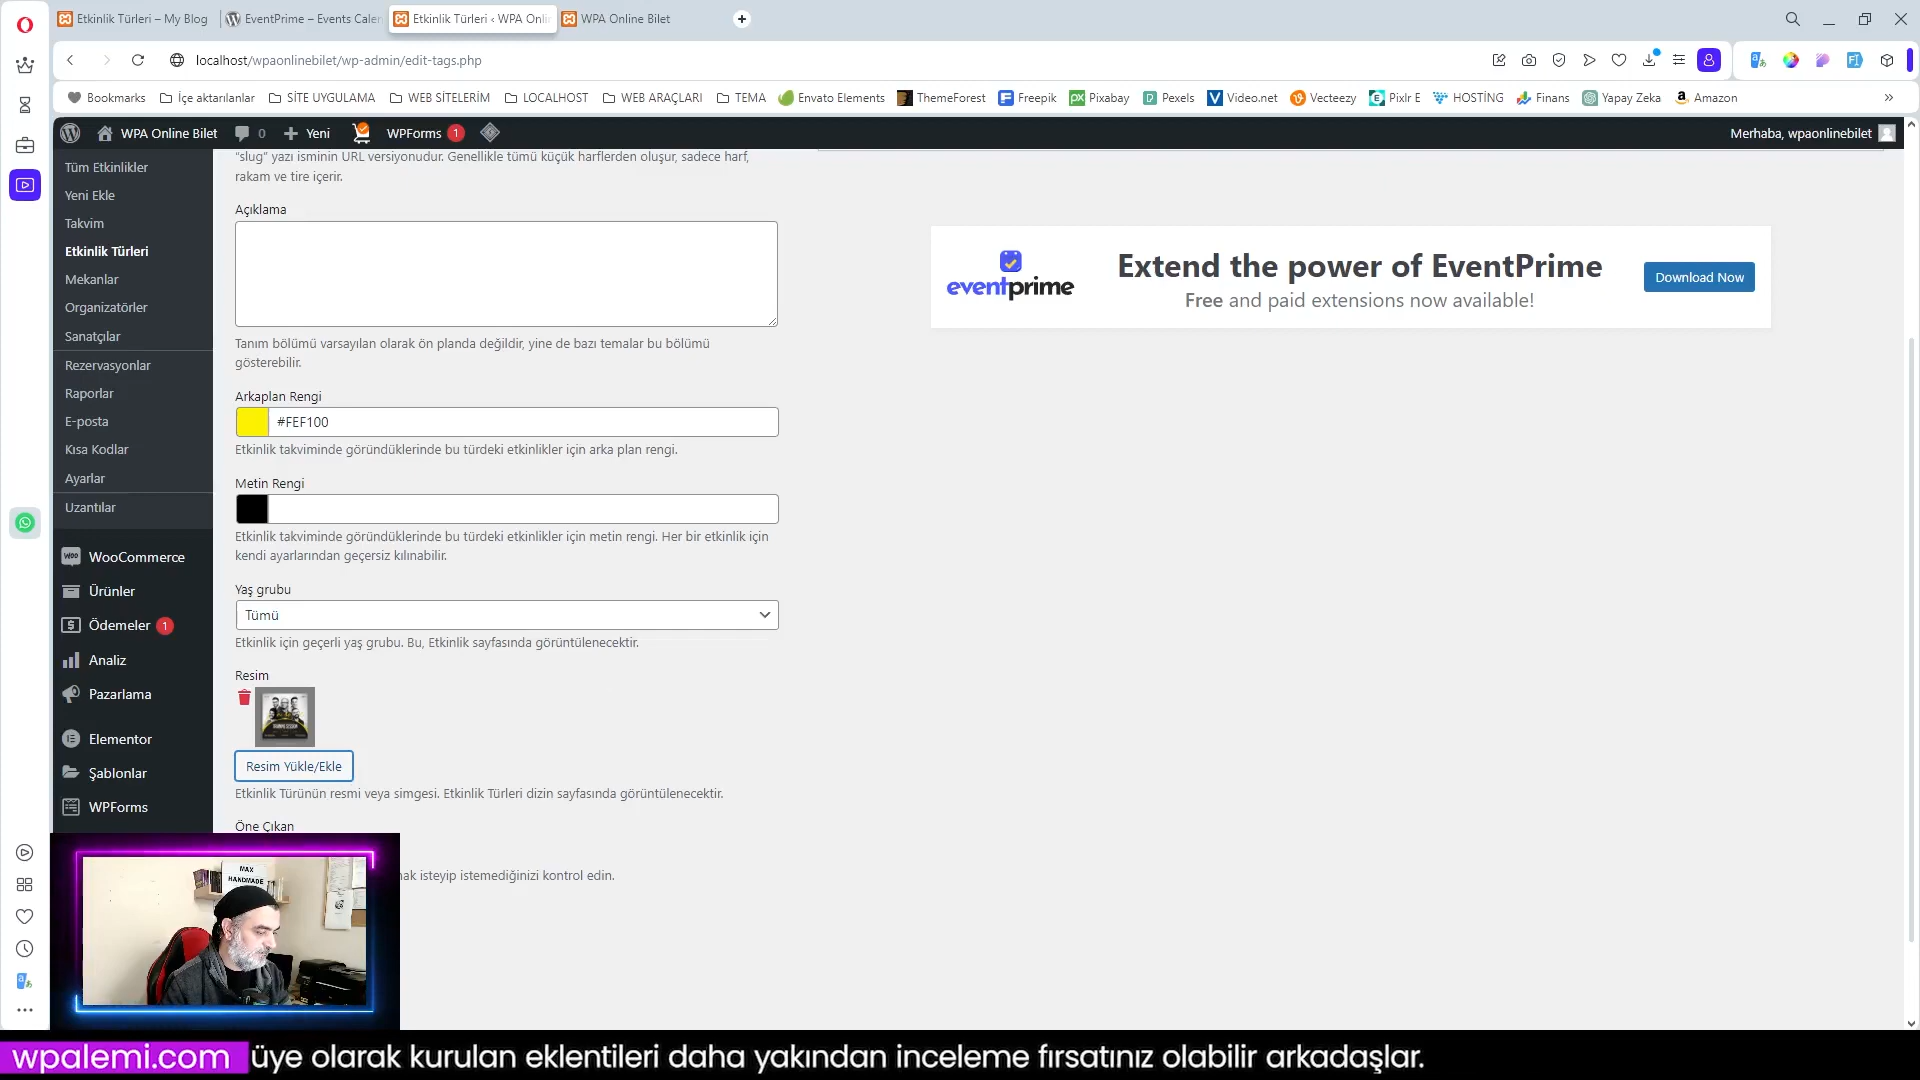 Etkinlik Türleri – My Blog
EventPrime – Events Calen
Etkinlik Türleri ‹ WPA Onlin
WPA Online Bilet
localhost/wpaonlinebilet/wp-admin/edit-tags.php
Bookmarks
İçe aktarılanlar
SİTE UYGULAMA
WEB SİTELERİM
LOCALHOST
WEB ARAÇLARI
TEMA
Envato Elements
ThemeForest
Freepik
Pixabay
Pexels
Video.net
Vecteezy
Pixlr E
HOSTİNG
Finans
Yapay Zeka
Amazon
WPA Online Bilet
0
Yeni
WPForms 1
Merhaba, wpaonlinebilet
Tüm Etkinlikler
Yeni Ekle
Takvim
Etkinlik Türleri
Mekanlar
Organizatörler
Sanatçılar
Rezervasyonlar
Raporlar
E-posta
Kısa Kodlar
Ayarlar
Uzantılar
WooCommerce
Ürünler
Ödemeler 1
Analiz
Pazarlama
Elementor
Şablonlar
WPForms
“slug” yazı isminin URL versiyonudur. Genellikle tümü küçük harflerden oluşur, sadece harf,
rakam ve tire içerir.
Açıklama
Tanım bölümü varsayılan olarak ön planda değildir, yine de bazı temalar bu bölümü
gösterebilir.
Arkaplan Rengi
#FEF100
Etkinlik takviminde göründüklerinde bu türdeki etkinlikler için arka plan rengi.
Metin Rengi
Etkinlik takviminde göründüklerinde bu türdeki etkinlikler için metin rengi. Her bir etkinlik için
kendi ayarlarından geçersiz kılınabilir.
Yaş grubu
Tümü
Etkinlik için geçerli yaş grubu. Bu, Etkinlik sayfasında görüntülenecektir.
Resim
Resim Yükle/Ekle
Etkinlik Türünün resmi veya simgesi. Etkinlik Türleri dizin sayfasında görüntülenecektir.
Öne Çıkan
isteyip istemediğinizi kontrol edin.
eventprime
Extend the power of EventPrime
Free and paid extensions now available!
Download Now
MAX
HANDMADE
wpalemi.com üye olarak kurulan eklentileri daha yakından inceleme fırsatınız olabilir arkadaşlar.